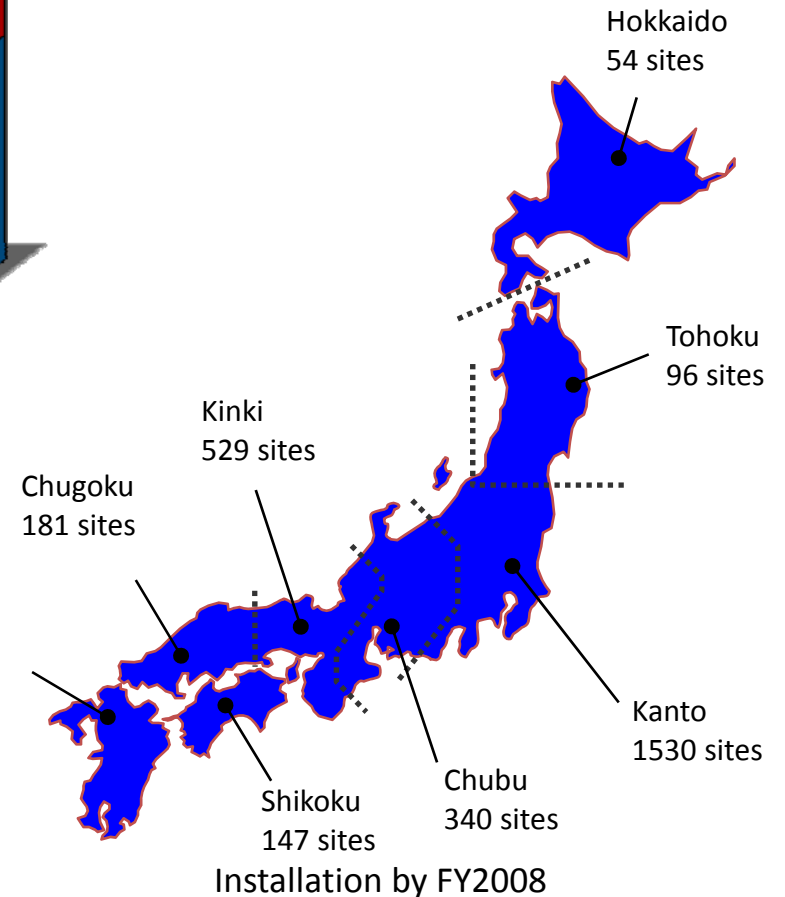 Hokkaido
54 sites
Tohoku
96 sites
Kinki
529 sites
Chugoku
181 sites
Kanto
1530 sites
Chubu
340 sites
Shikoku
147 sites
Installation by FY2008